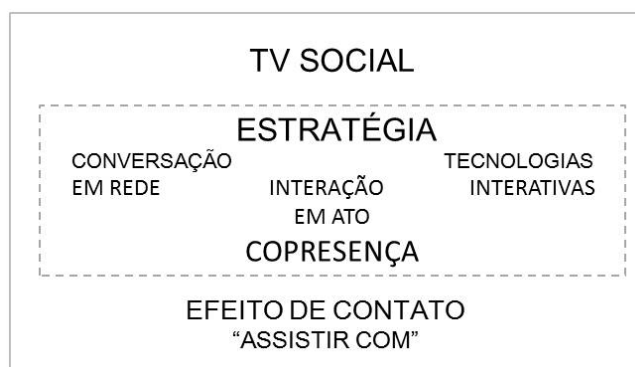 TV SOCIAL
ESTRATÉGIA
CONVERSAÇÃO
EM REDE
INTERAÇÃO
EM ATO
TECNOLOGIAS
INTERATIVAS
COPRESENÇA
EFEITO DE CONTATO
“ASSISTIR COM”